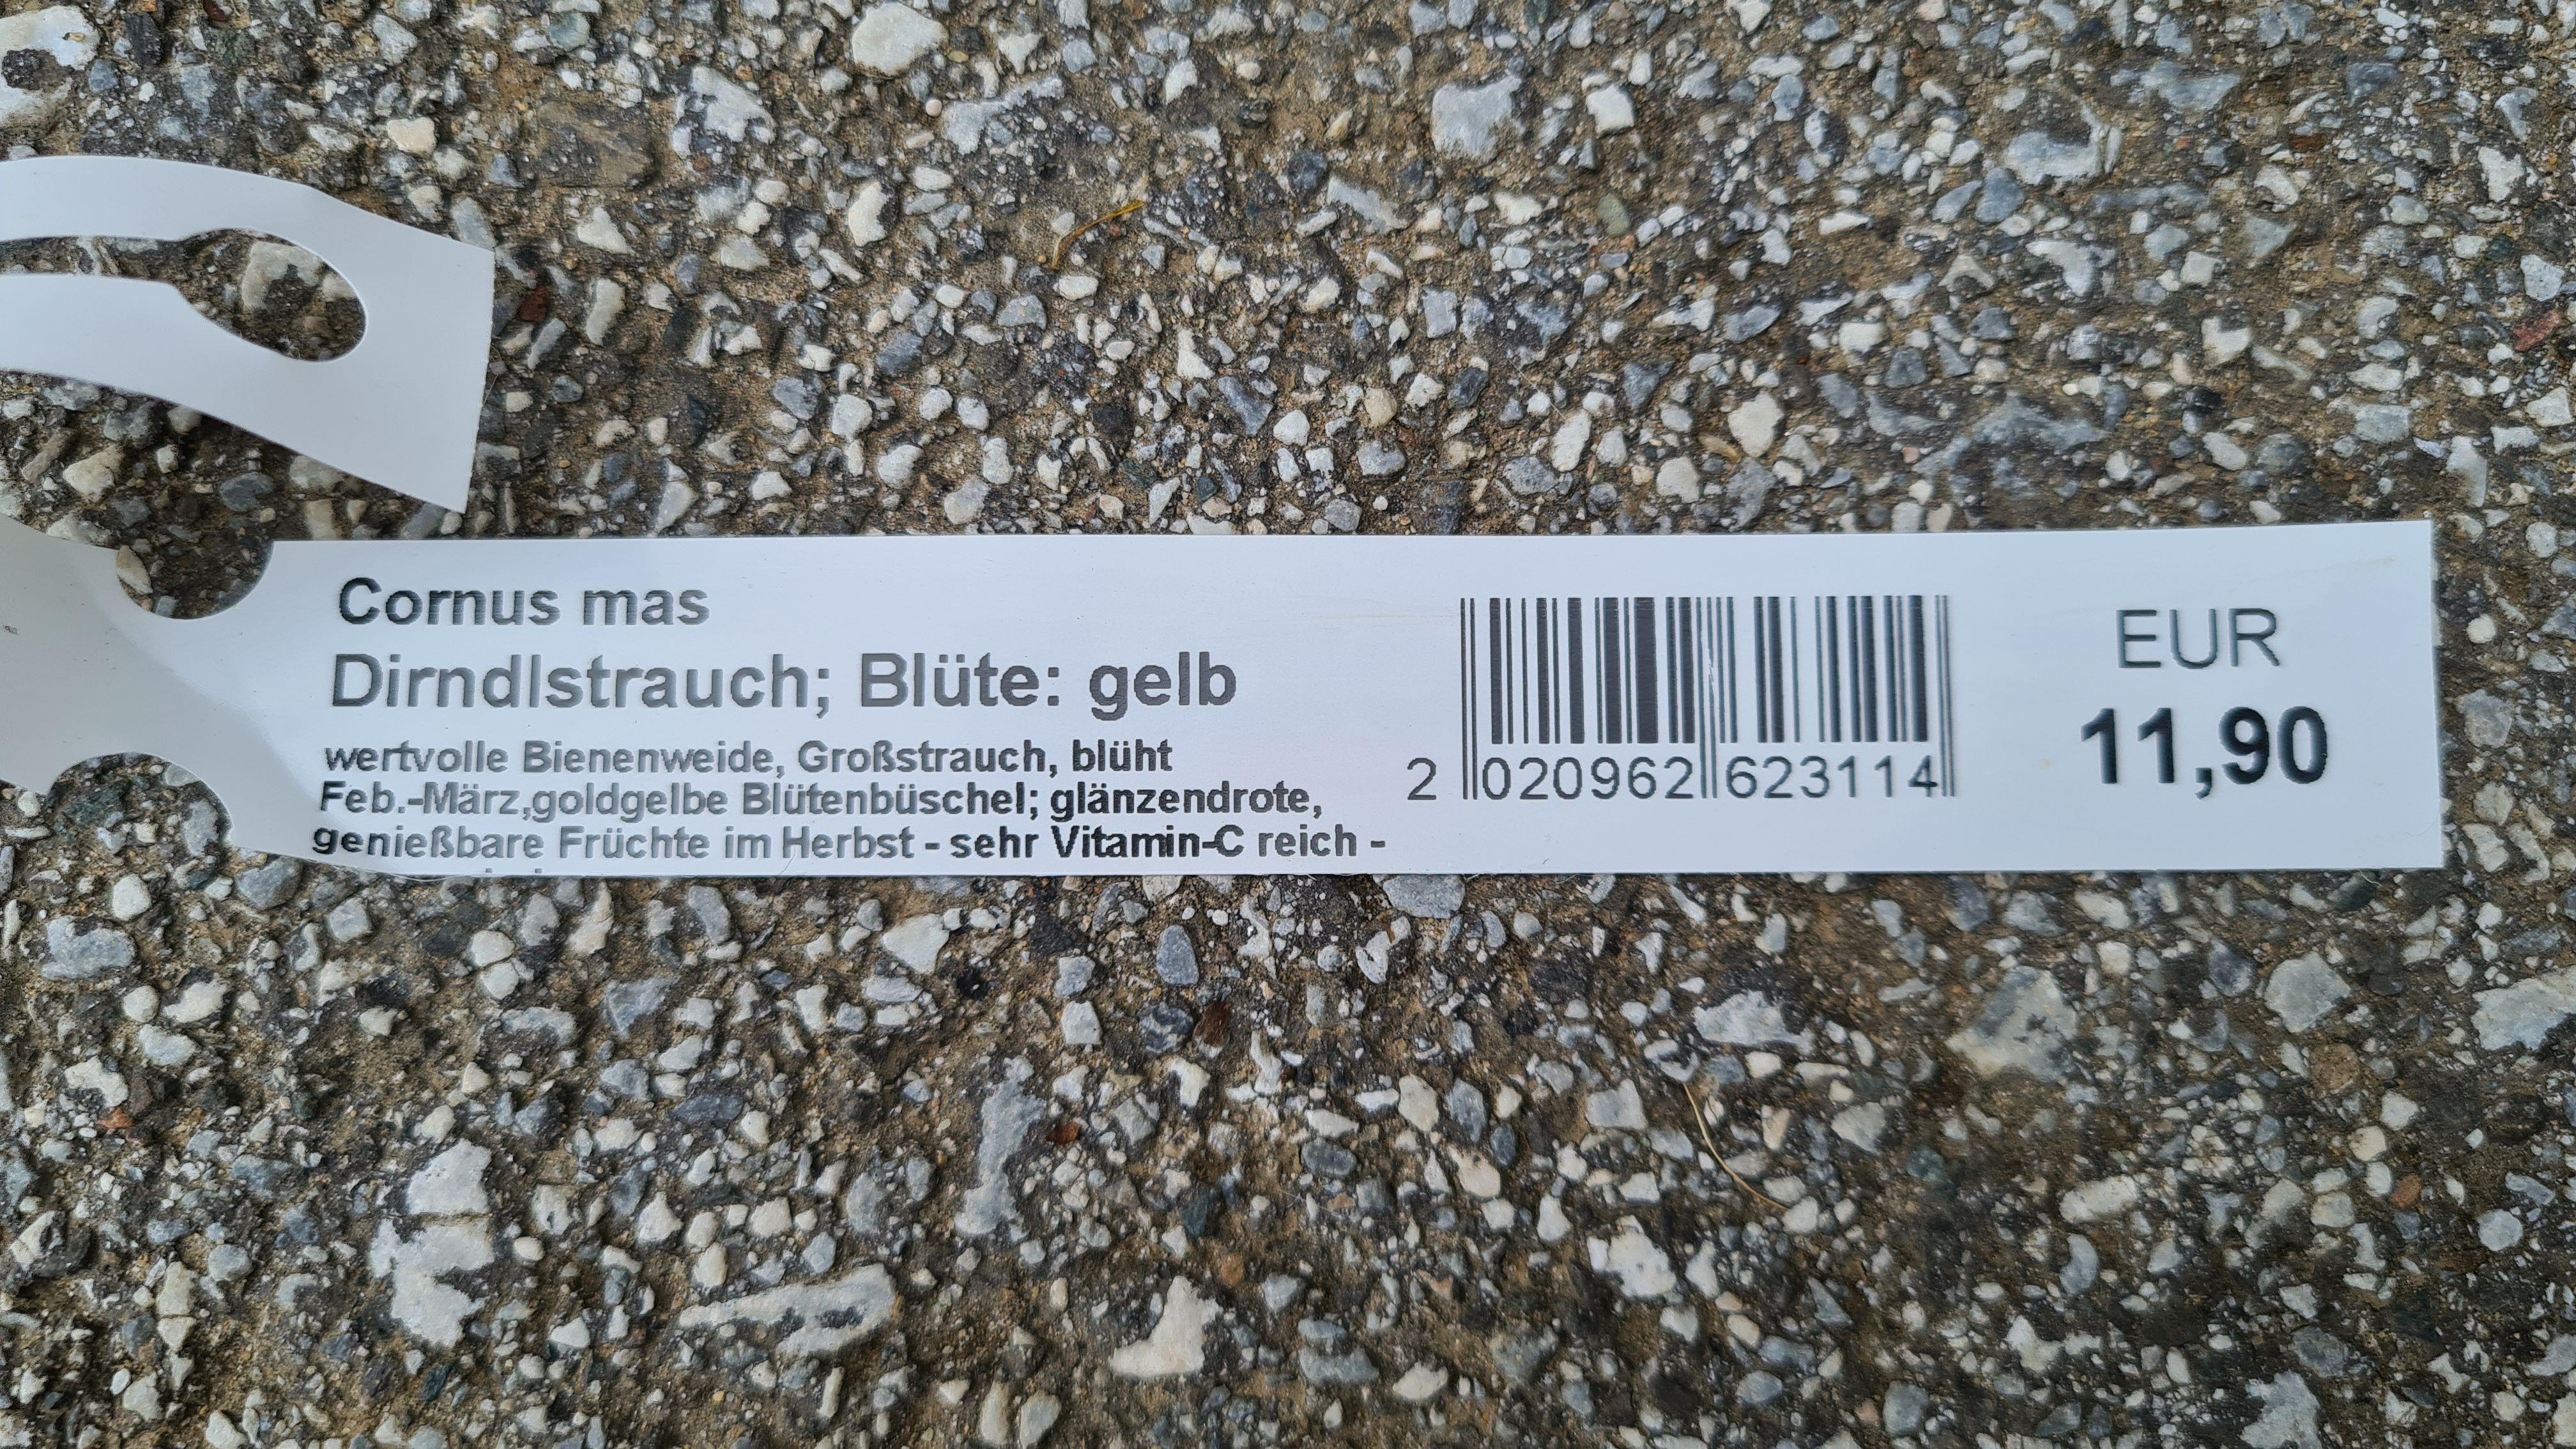 Cornus mas
Dirndlstrauch; Blüte: gelb
wertvolle Bienenweide, Großstrauch, blüht
Feb.-März,goldgelbe Blütenbüschel; glänzendrote,
genießbare Früchte im Herbst - sehr Vitamin-C reich -
2 020962 623114
EUR
11,90